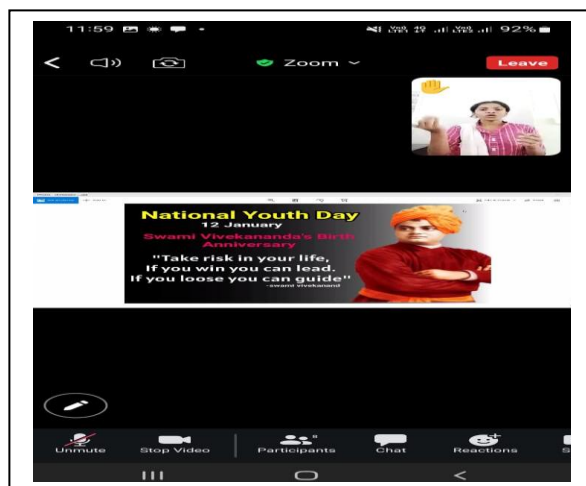 11:59 92%
Zoom
Leave
National Youth Day
12 January
Swami Vivekananda's Birth
Anniversary
"Take risk in your life,
If you win you can lead.
If you loose you can guide"
-swami vivekanand
Unmute Stop Video Participants Chat Reactions S